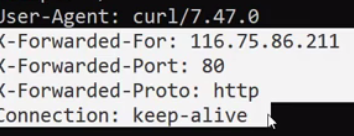 User-Agent: curl/7.47.0
X-Forwarded-For: 116.75.86.211
X-Forwarded-Port: 80
X-Forwarded-Proto: http
Connection: keep-alive